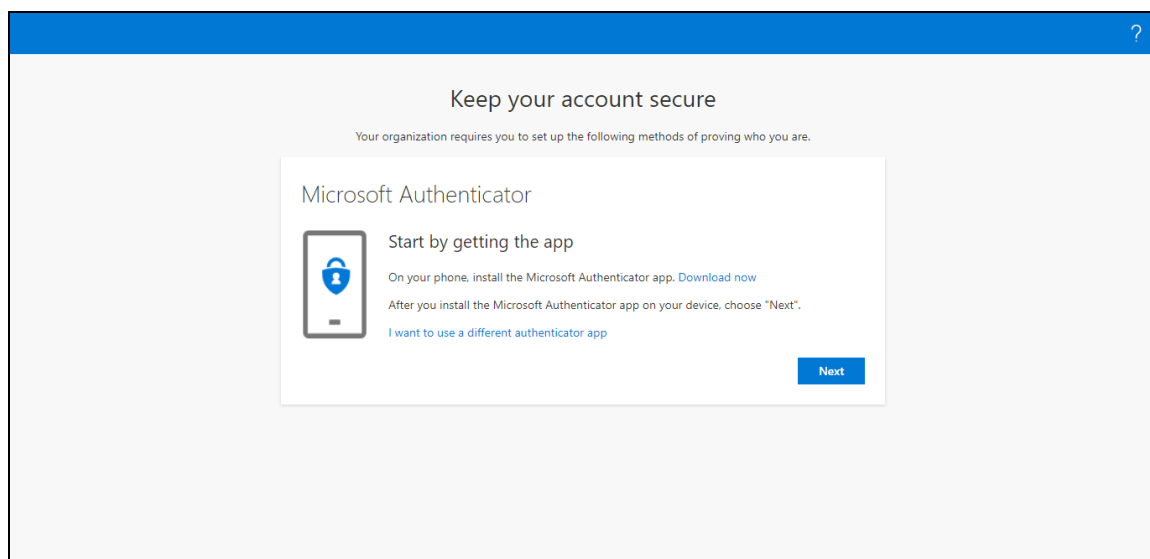 ?
Keep your account secure
Your organization requires you to set up the following methods of proving who you are.
Microsoft Authenticator
Start by getting the app
On your phone, install the Microsoft Authenticator app. Download now
After you install the Microsoft Authenticator app on your device, choose "Next".
I want to use a different authenticator app
Next